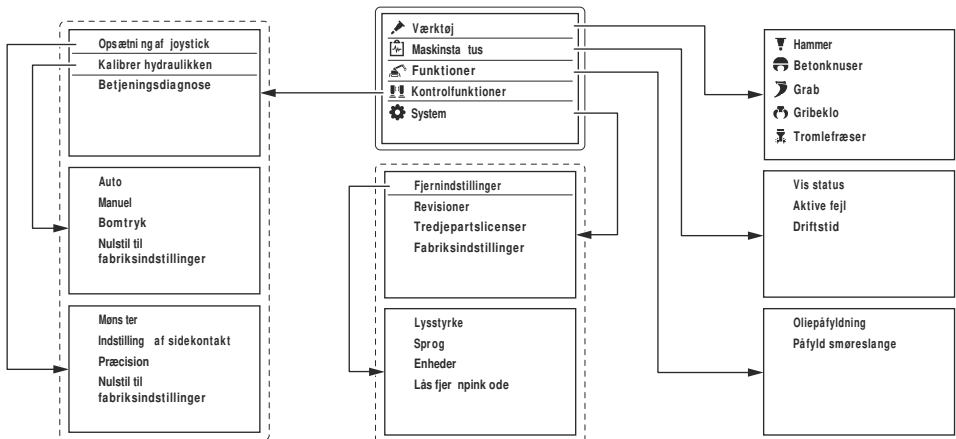 Opsætning af joystick
Kalibrer hydraulikken
Betjeningsdiagnose
Auto
Manuel
Bomtryk
Nulstil til
fabriksindstillinger
Mønster
Indstilling af sidekontakt
Præcision
Nulstil til
fabriksindstillinger
Værktøj
Maskinstatus
Funktioner
Kontrolfunktioner
System
Fjernindstillinger
Revisioner
Tredjepartslicenser
Fabriksindstillinger
Lysstyrke
Sprog
Enheder
Lås fjernpinkode
Hammer
Betonknuser
Grab
Gribeklo
Tromlefræser
Vis status
Aktive fejl
Driftstid
Oliepåfyldning
Påfyld smøreslange